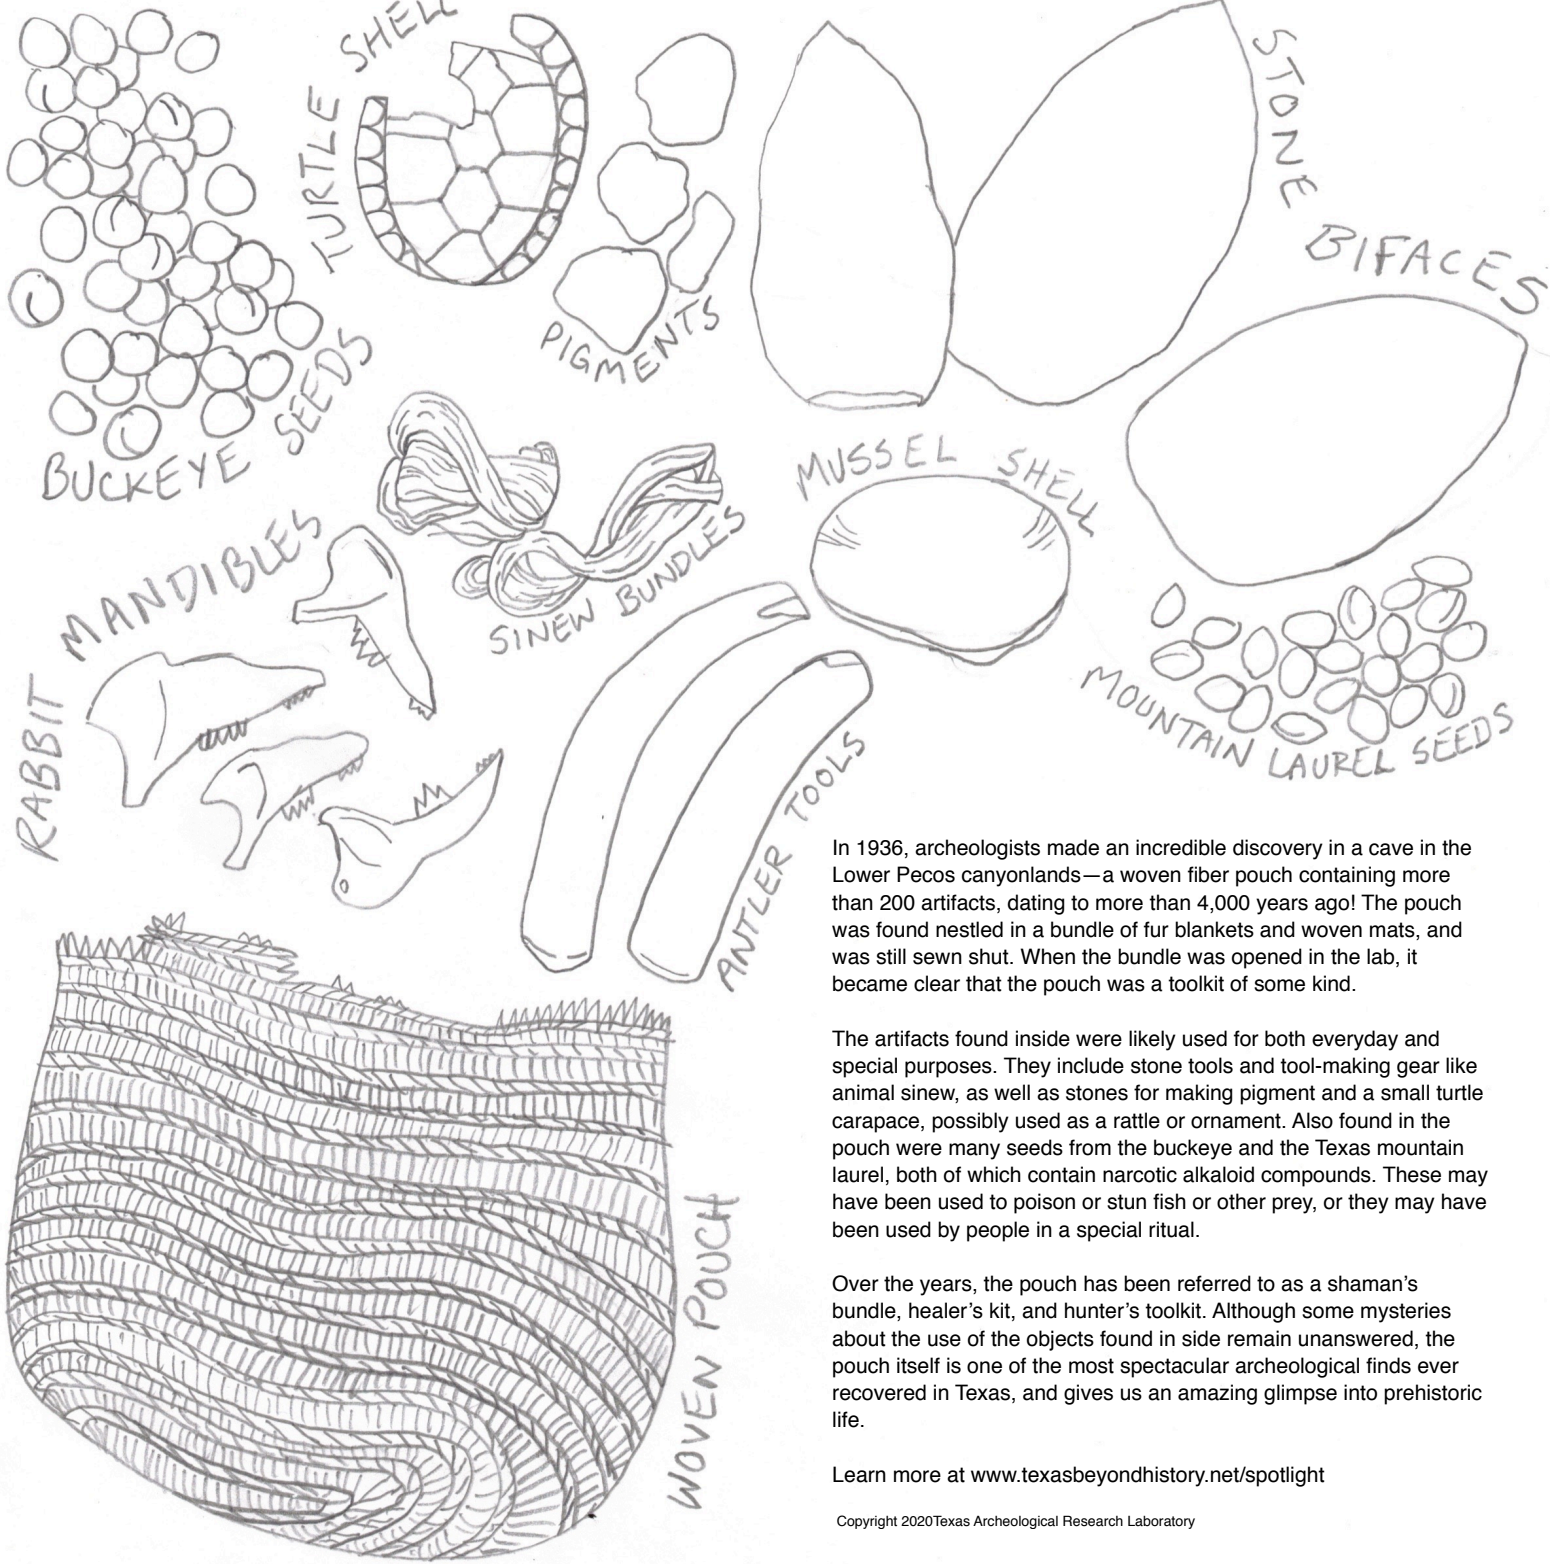 TURTLE SHELL
STONE BIFACES
PIGMENTS
BUCKEYE SEEDS
MUSSEL SHELL
SINEW BUNDLES
RABBIT MANDIBLES
MOUNTAIN LAUREL SEEDS
ANTLER TOOLS
WOVEN POUCH
In 1936, archeologists made an incredible discovery in a cave in the
Lower Pecos canyonlands—a woven fiber pouch containing more
than 200 artifacts, dating to more than 4,000 years ago! The pouch
was found nestled in a bundle of fur blankets and woven mats, and
was still sewn shut. When the bundle was opened in the lab, it
became clear that the pouch was a toolkit of some kind.
The artifacts found inside were likely used for both everyday and
special purposes. They include stone tools and tool-making gear like
animal sinew, as well as stones for making pigment and a small turtle
carapace, possibly used as a rattle or ornament. Also found in the
pouch were many seeds from the buckeye and the Texas mountain
laurel, both of which contain narcotic alkaloid compounds. These may
have been used to poison or stun fish or other prey, or they may have
been used by people in a special ritual.
Over the years, the pouch has been referred to as a shaman’s
bundle, healer’s kit, and hunter’s toolkit. Although some mysteries
about the use of the objects found in side remain unanswered, the
pouch itself is one of the most spectacular archeological finds ever
recovered in Texas, and gives us an amazing glimpse into prehistoric
life.
Learn more at www.texasbeyondhistory.net/spotlight
Copyright 2020Texas Archeological Research Laboratory